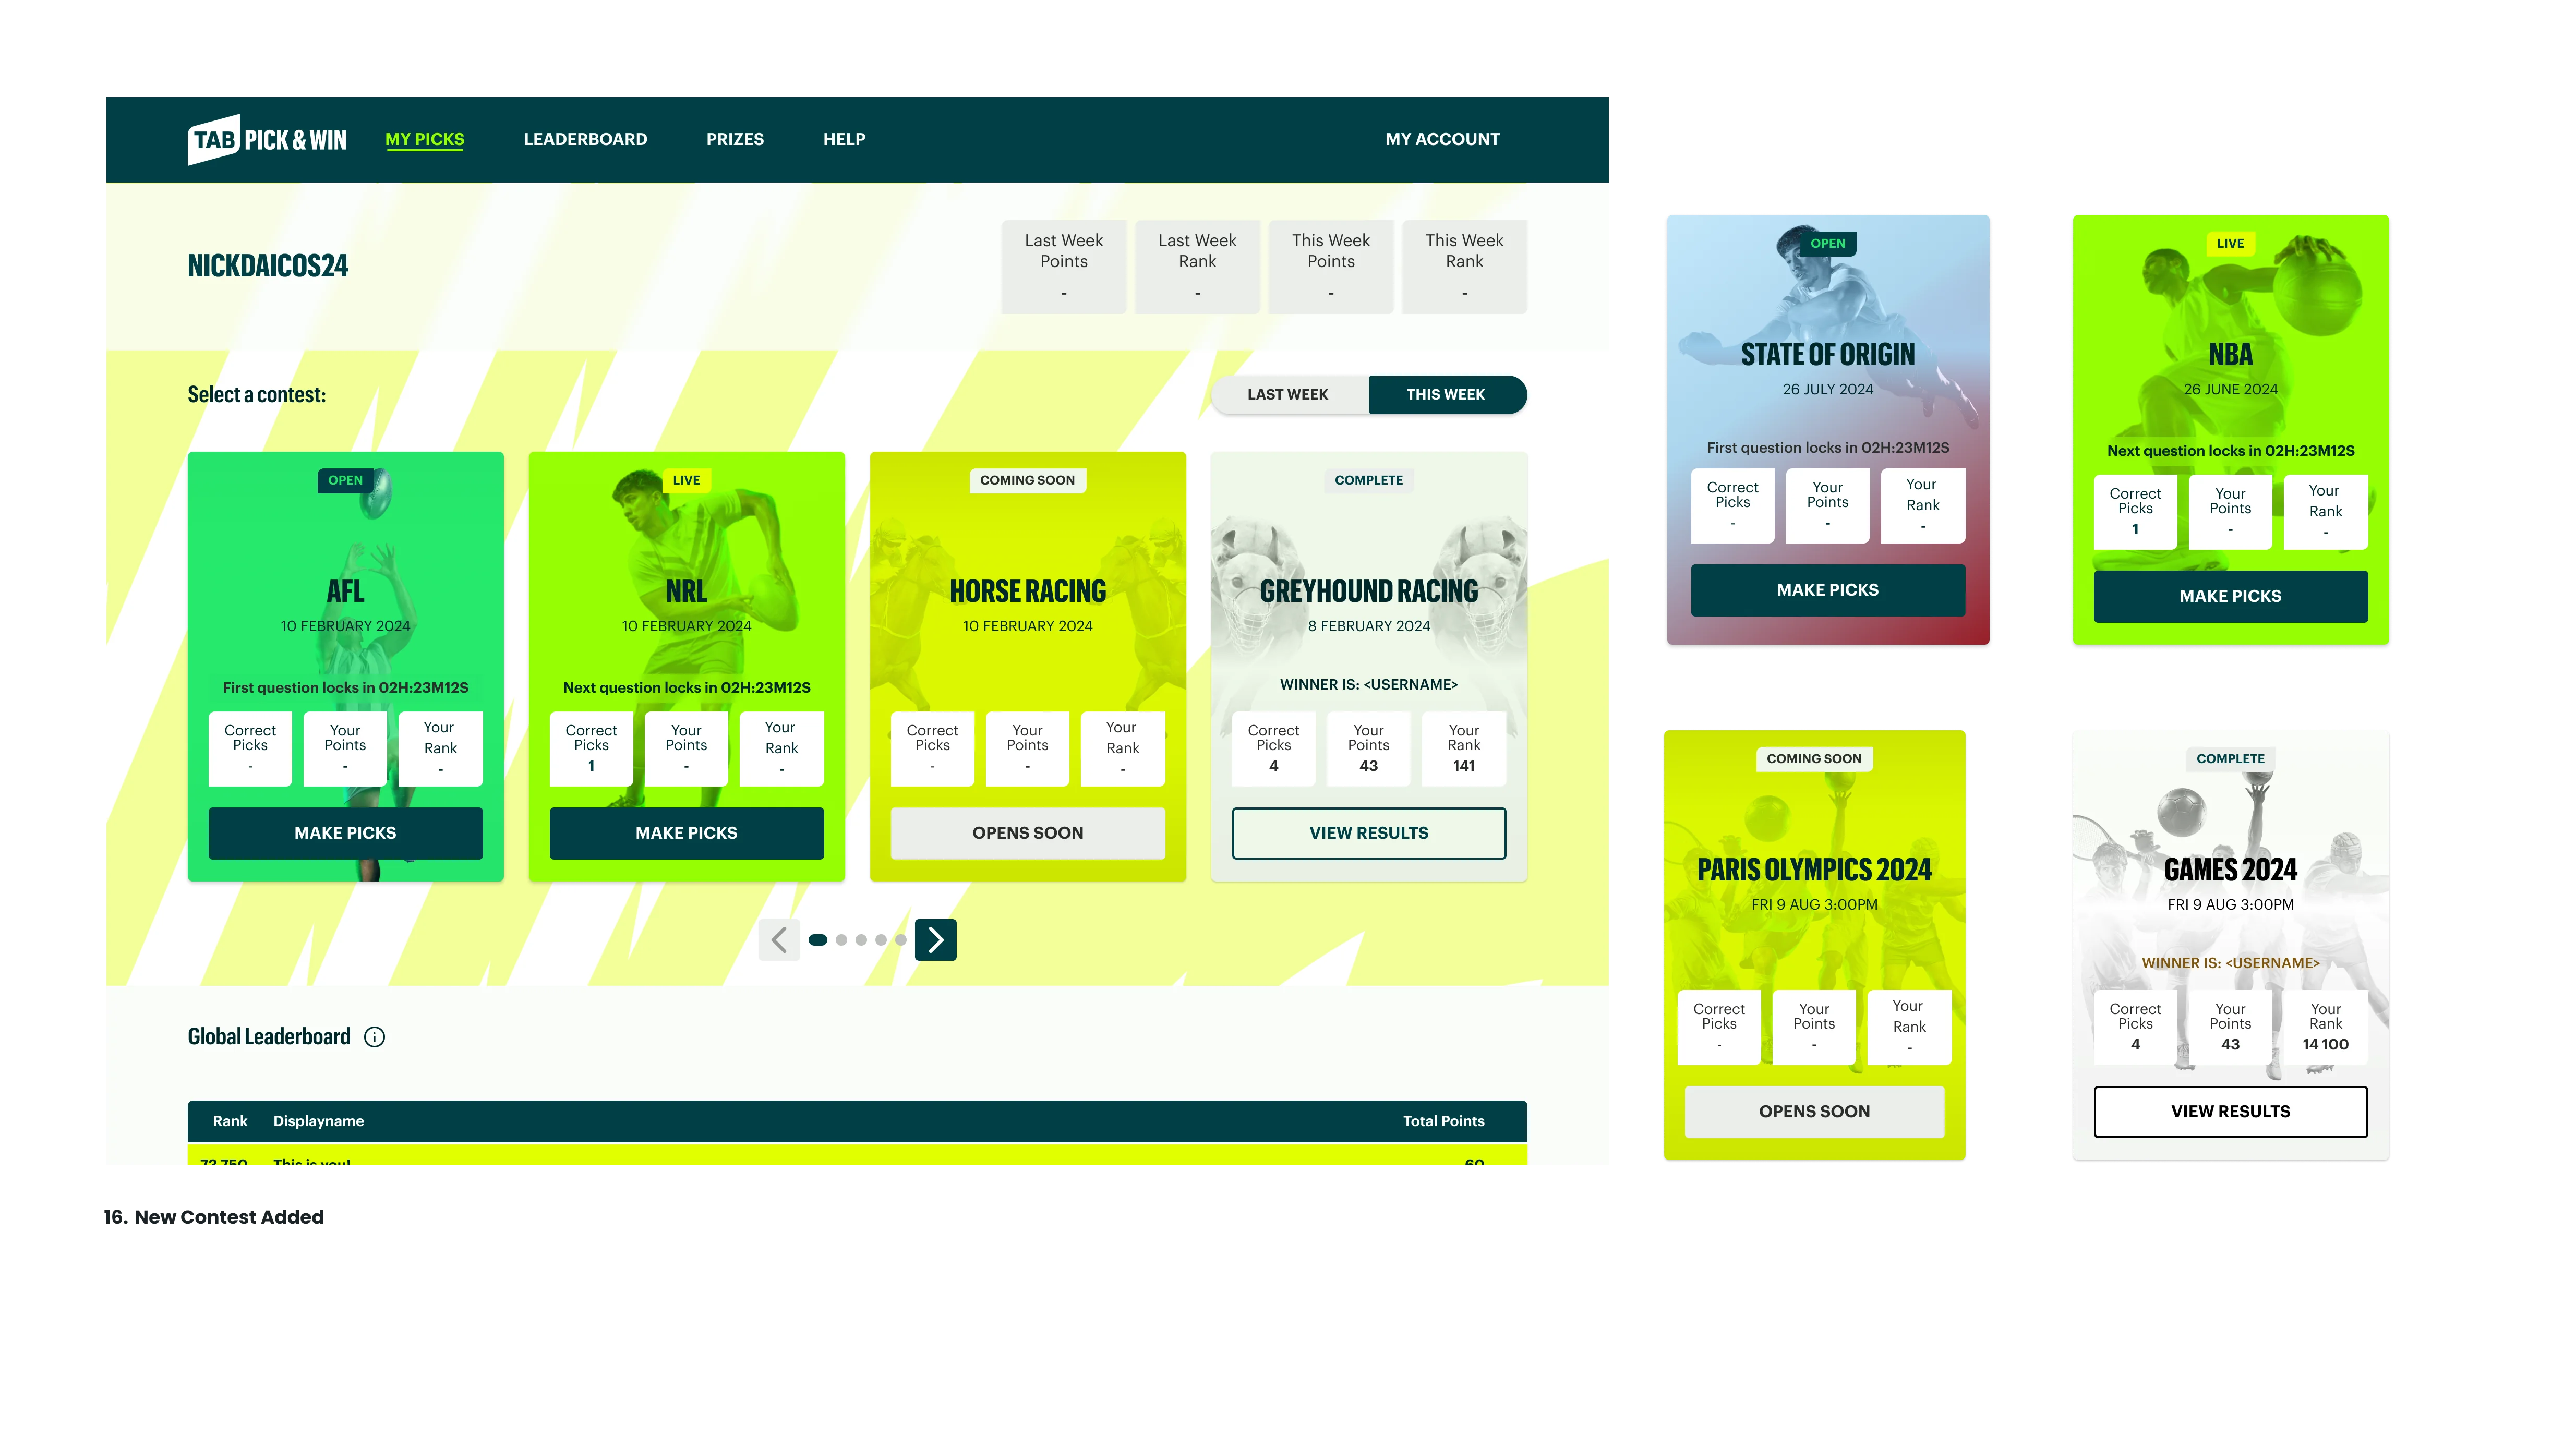 TAB PICK & WIN
MY PICKS
LEADERBOARD
PRIZES
HELP
MY ACCOUNT
NICKDAICOS24
Last Week
Points
-
Last Week
Rank
-
This Week
Points
-
This Week
Rank
-
Select a contest:
LAST WEEK
THIS WEEK
OPEN
AFL
10 FEBRUARY 2024
First question locks in 02H:23M12S
Correct
Picks
-
Your
Points
-
Your
Rank
-
MAKE PICKS
LIVE
NRL
10 FEBRUARY 2024
Next question locks in 02H:23M12S
Correct
Picks
1
Your
Points
-
Your
Rank
-
MAKE PICKS
COMING SOON
HORSE RACING
10 FEBRUARY 2024
Correct
Picks
-
Your
Points
-
Your
Rank
-
OPENS SOON
COMPLETE
GREYHOUND RACING
8 FEBRUARY 2024
WINNER IS: <USERNAME>
Correct
Picks
4
Your
Points
43
Your
Rank
141
VIEW RESULTS
Global Leaderboard
Rank
Displayname
Total Points
73 750
This is you!
60
OPEN
STATE OF ORIGIN
26 JULY 2024
First question locks in 02H:23M12S
Correct
Picks
-
Your
Points
-
Your
Rank
-
MAKE PICKS
LIVE
NBA
26 JUNE 2024
Next question locks in 02H:23M12S
Correct
Picks
1
Your
Points
-
Your
Rank
-
MAKE PICKS
COMING SOON
PARIS OLYMPICS 2024
FRI 9 AUG 3:00PM
Correct
Picks
-
Your
Points
-
Your
Rank
-
OPENS SOON
COMPLETE
GAMES 2024
FRI 9 AUG 3:00PM
WINNER IS: <USERNAME>
Correct
Picks
4
Your
Points
43
Your
Rank
14 100
VIEW RESULTS
16. New Contest Added